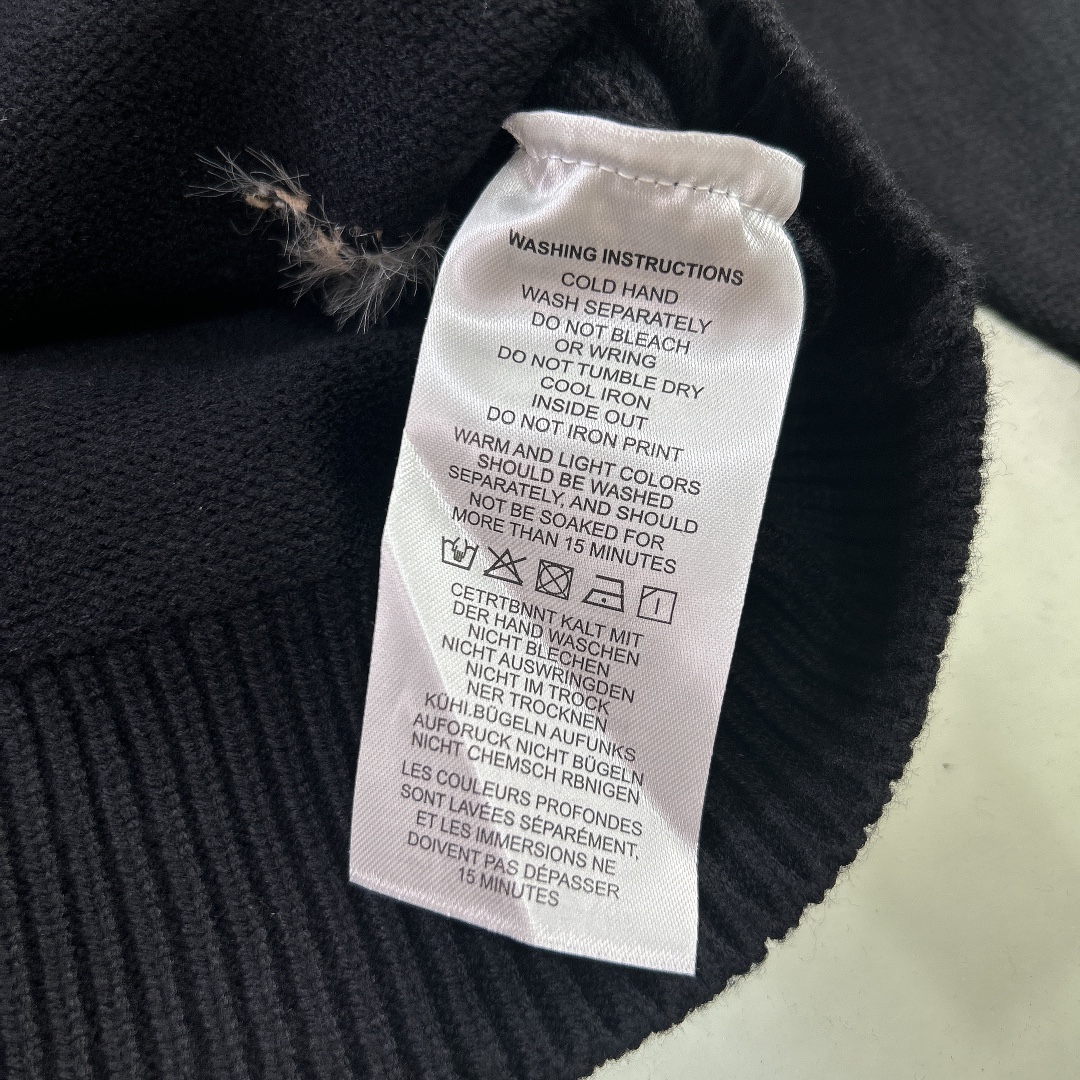 WASHING INSTRUCTIONS
COLD HAND
WASH SEPARATELY
DO NOT BLEACH
OR WRING
DO NOT TUMBLE DRY
COOL IRON
INSIDE OUT
DO NOT IRON PRINT
WARM AND LIGHT COLORS
SHOULD BE WASHED
SEPARATELY, AND SHOULD
NOT BE SOAKED FOR
MORE THAN 15 MINUTES
CETRTBNNT KALT MIT
DER HAND WASCHEN
NICHT BLECHEN
NICHT AUSWRINGDEN
NICHT IM TROCK
NER TROCKNEN
KÜHI.BÜGELN AUFUNKS
AUFORUCK NICHT BÜGELN
NICHT CHEMSCH RBNIGEN
LES COULEURS PROFONDES
SONT LAVÉES SÉPARÉMENT,
ET LES IMMERSIONS NE
DOIVENT PAS DÉPASSER
15 MINUTES